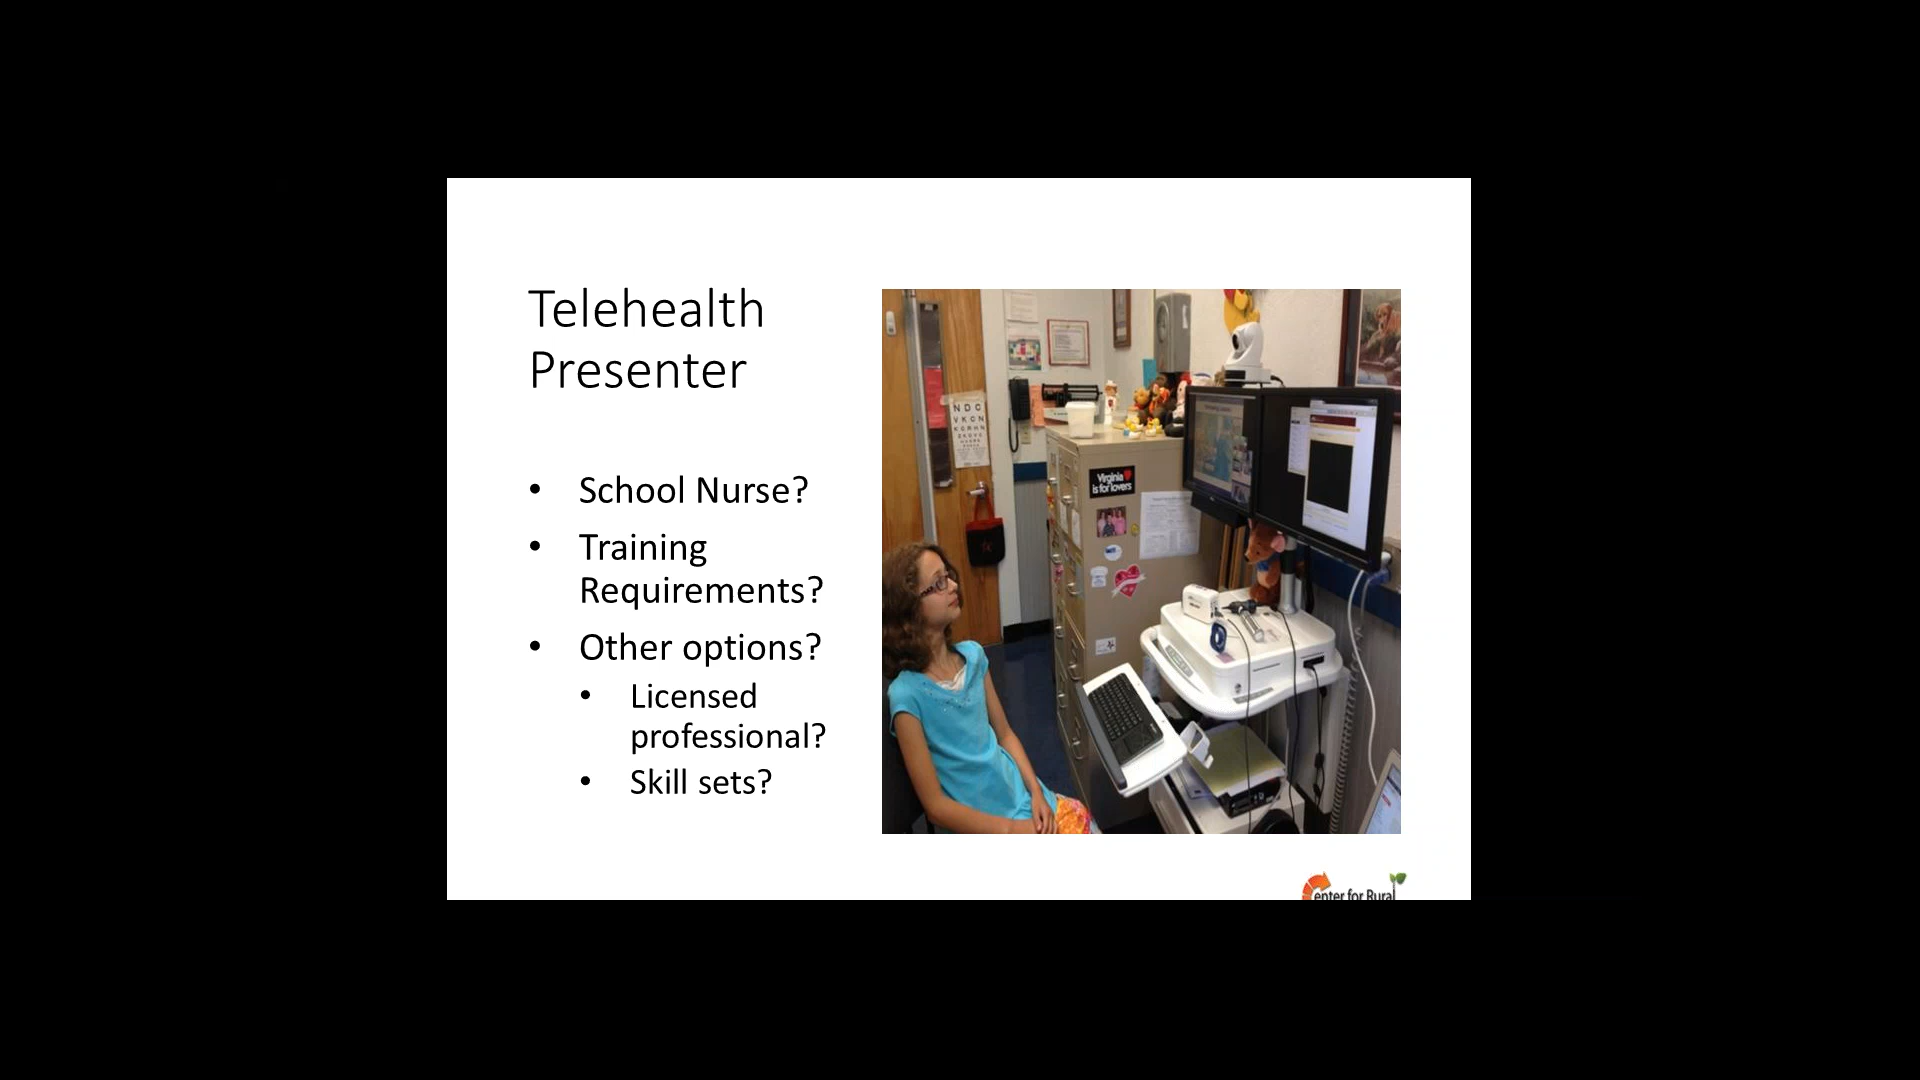 Telehealth
Presenter
• School Nurse?
• Training
Requirements?
• Other options?
• Licensed
professional?
• Skill sets?
N D C
V K C N
Virginia
is for lovers
enter for Rural